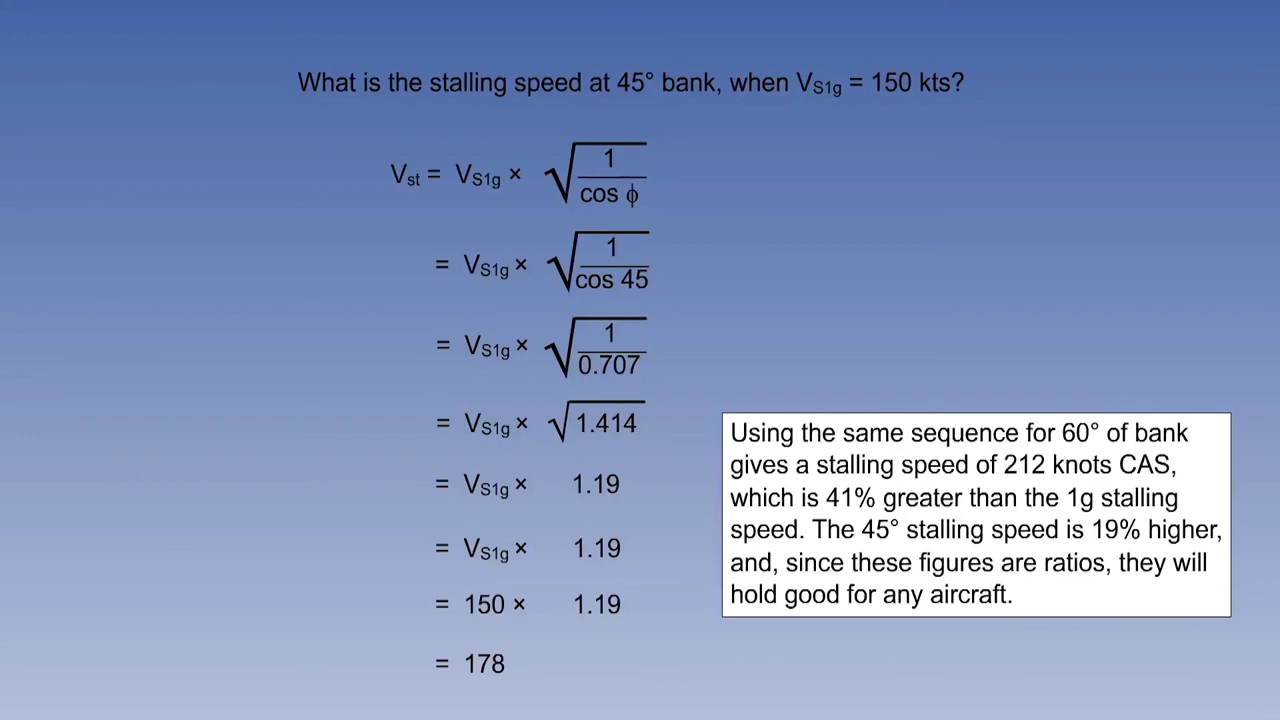 What is the stalling speed at 45° bank, when VS1g = 150 kts?
Vst = VS1g × √ 1 / cos ϕ
= VS1g × √ 1 / cos 45
= VS1g × √ 1 / 0.707
= VS1g × √ 1.414
= VS1g × 1.19
= VS1g × 1.19
= 150 × 1.19
= 178
Using the same sequence for 60° of bank
gives a stalling speed of 212 knots CAS,
which is 41% greater than the 1g stalling
speed. The 45° stalling speed is 19% higher,
and, since these figures are ratios, they will
hold good for any aircraft.